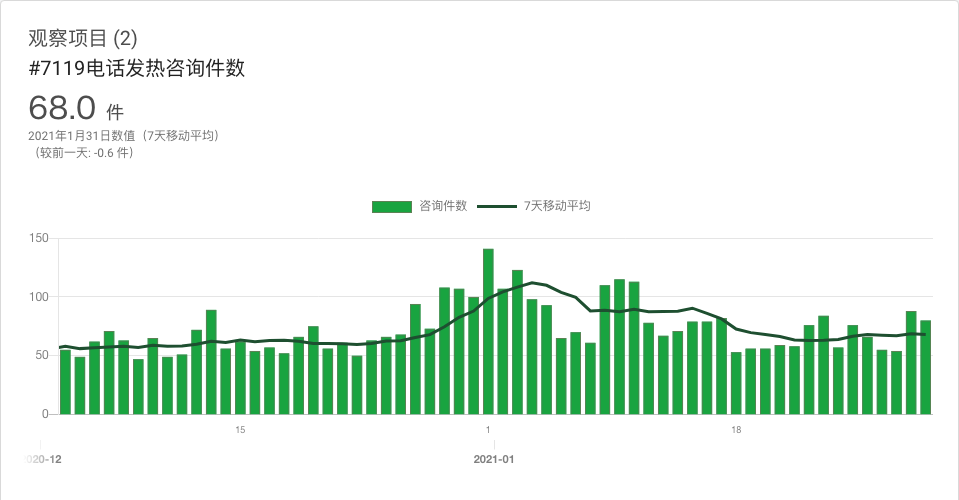 观察项目 (2)
#7119电话发热咨询件数
68.0 件
2021年1月31日数值（7天移动平均）
（较前一天: -0.6 件）
咨询件数 7天移动平均
150
100
50
0
15 1 18
2020-12 2021-01